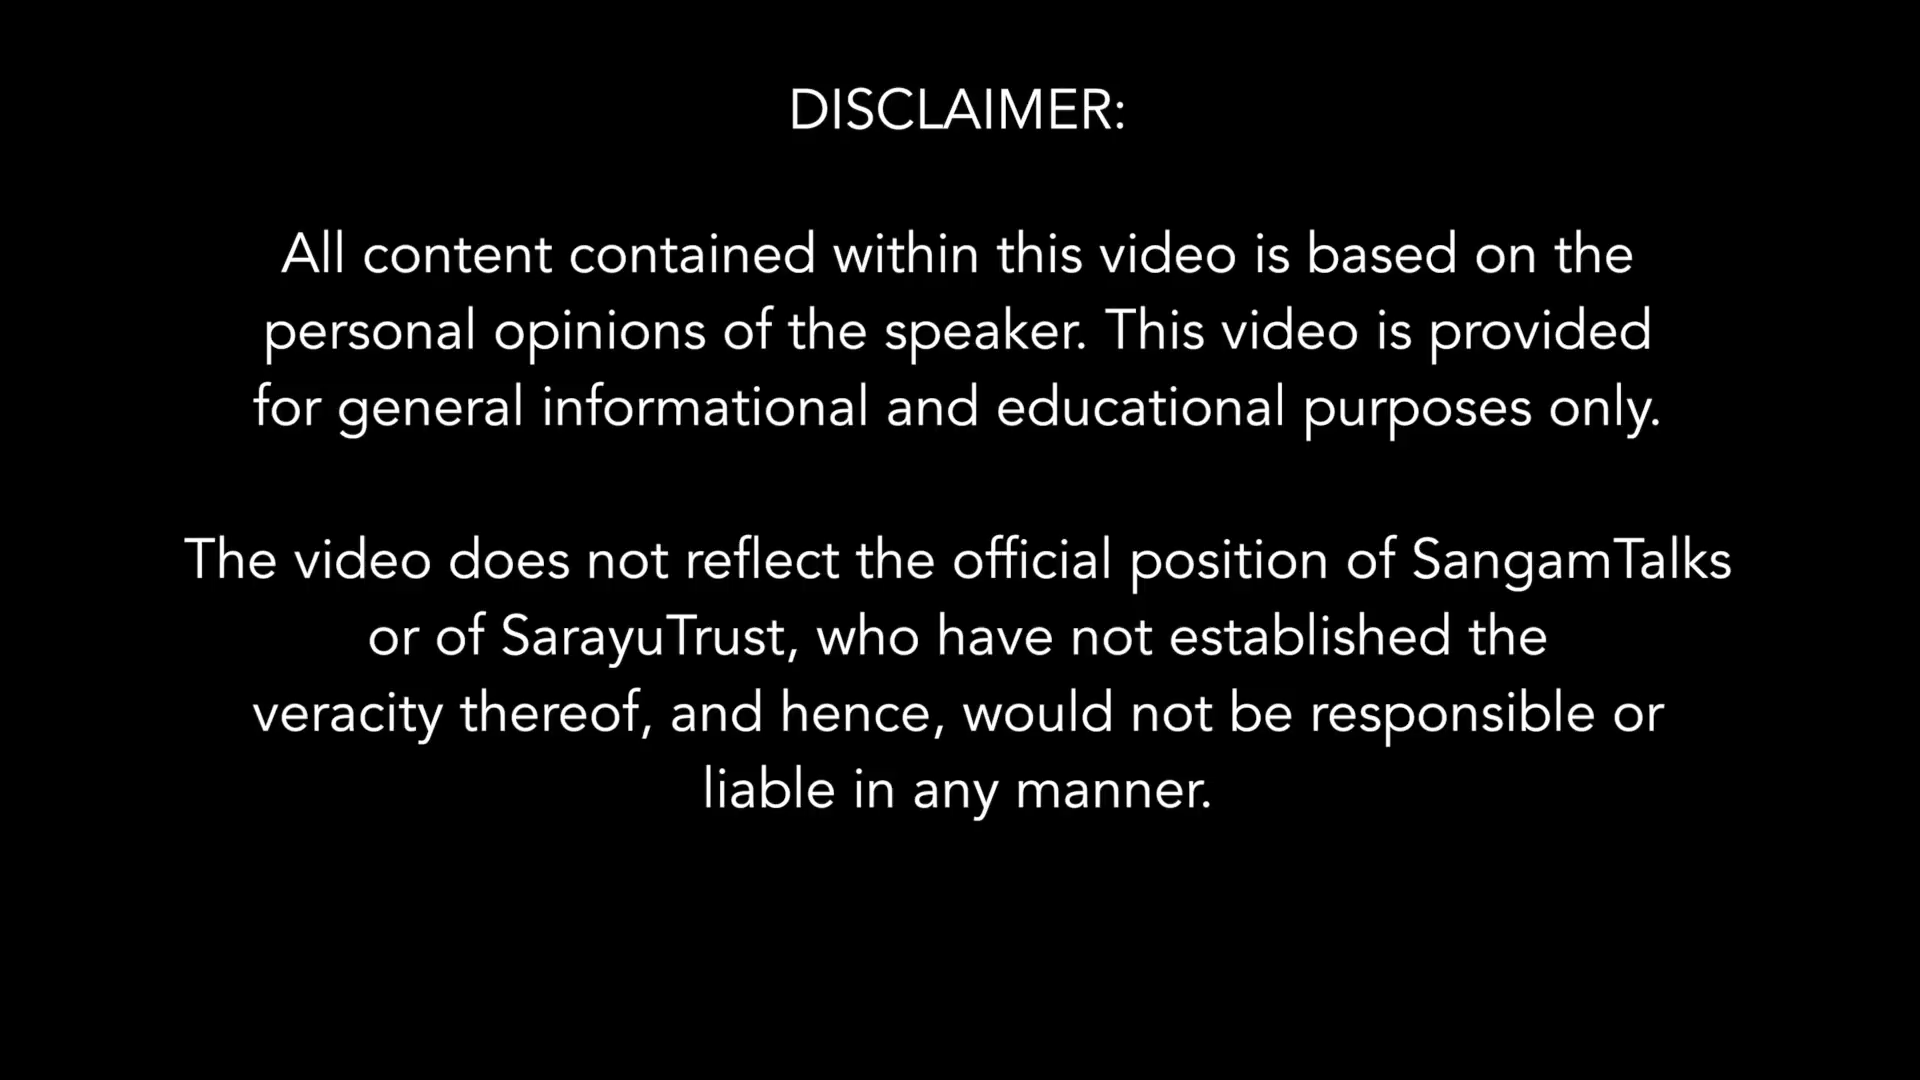 DISCLAIMER:
All content contained within this video is based on the
personal opinions of the speaker. This video is provided
for general informational and educational purposes only.
The video does not reflect the official position of SangamTalks
or of SarayuTrust, who have not established the
veracity thereof, and hence, would not be responsible or
liable in any manner.